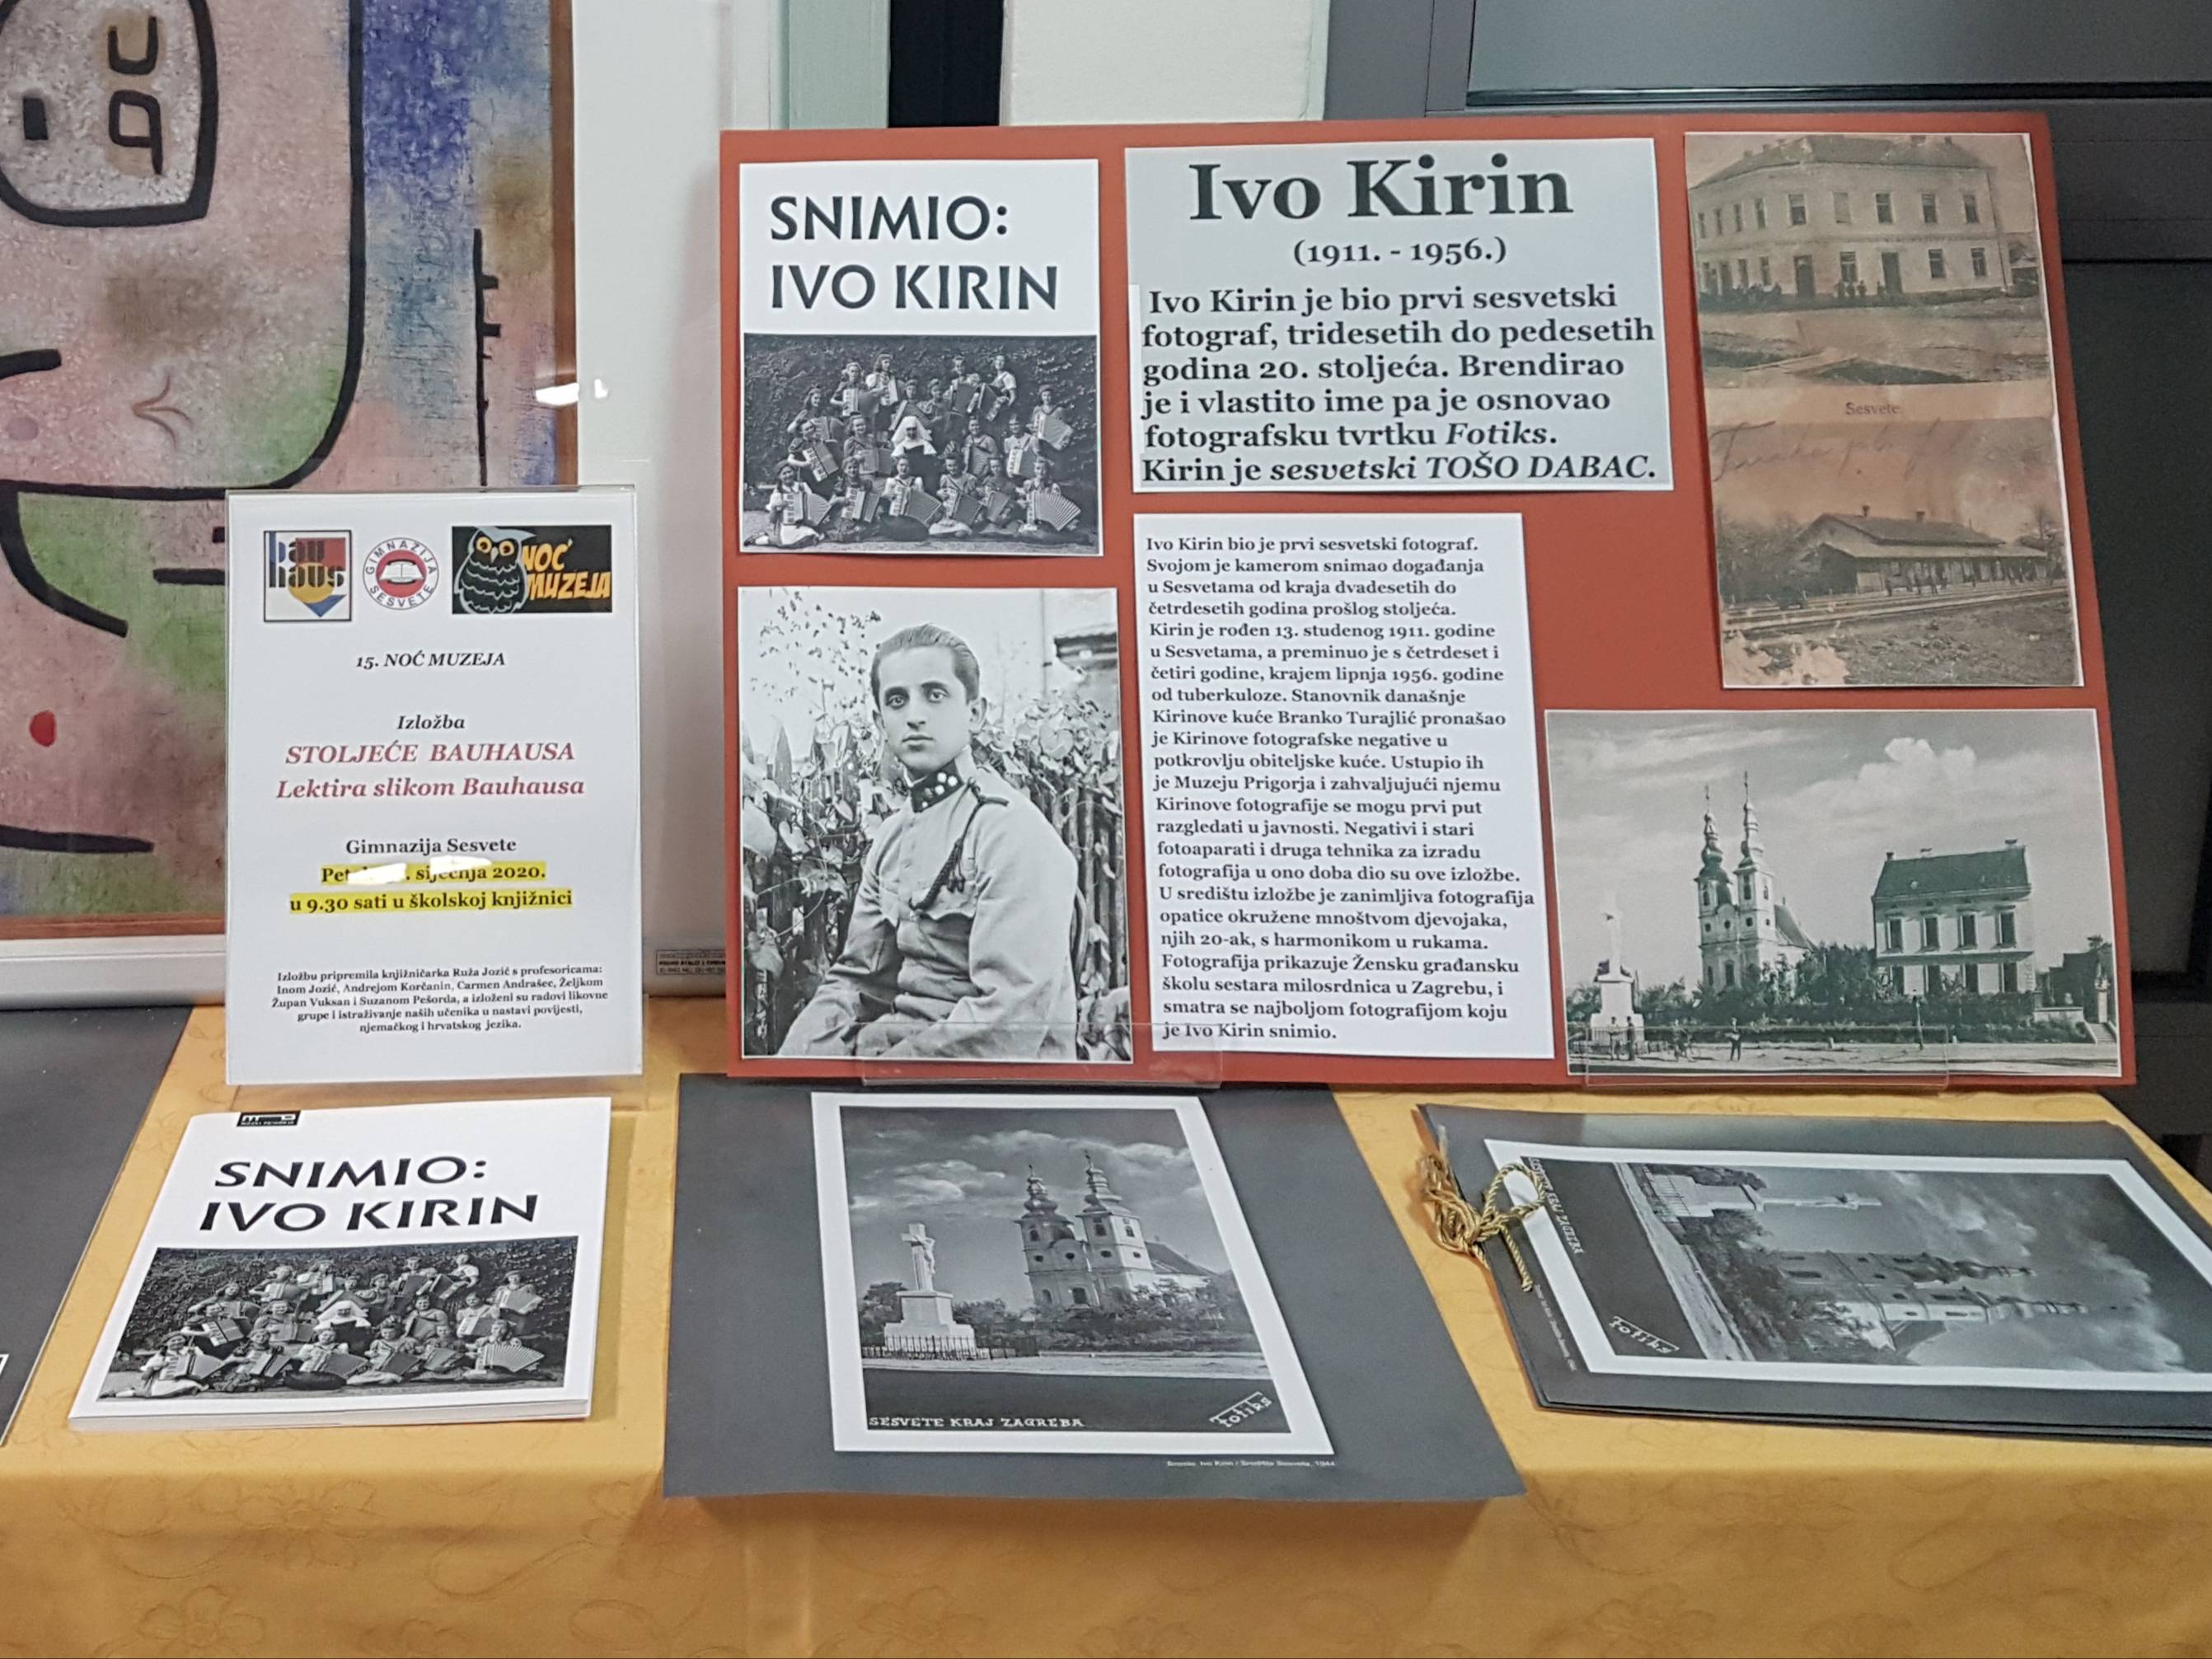 bau
haus
GIMNAZIJA
SESVETE
NOĆ
MUZEJA
15. NOĆ MUZEJA
Izložba
STOLJEĆE BAUHAUSA
Lektira slikom Bauhausa
Gimnazija Sesvete
siječnja 2020.
u 9.30 sati u školskoj knjižnici
Izložbu pripremila knjižničarka Ruža Jozić s profesoricama:
Inom Jozić, Andrejom Korčanin, Carmen Andrašec, Željkom
Župan Vuksan i Suzanom Pešorda, a izloženi su radovi likovne
grupe i istraživanje naših učenika u nastavi povijesti,
njemačkog i hrvatskog jezika.
SNIMIO:
IVO KIRIN
Ivo Kirin
(1911. - 1956.)
Ivo Kirin je bio prvi sesvetski
fotograf, tridesetih do pedesetih
godina 20. stoljeća. Brendirao
je i vlastito ime pa je osnovao
fotografsku tvrtku Fotiks.
Kirin je sesvetski TOŠO DABAC.
Ivo Kirin bio je prvi sesvetski fotograf.
Svojom je kamerom snimao događanja
u Sesvetama od kraja dvadesetih do
četrdesetih godina prošlog stoljeća.
Kirin je rođen 13. studenog 1911. godine
u Sesvetama, a preminuo je s četrdeset i
četiri godine, krajem lipnja 1956. godine
od tuberkuloze. Stanovnik današnje
Kirinove kuće Branko Turajlić pronašao
je Kirinove fotografske negative u
potkrovlju obiteljske kuće. Ustupio ih
je Muzeju Prigorja i zahvaljujući njemu
Kirinove fotografije se mogu prvi put
razgledati u javnosti. Negativi i stari
fotoaparati i druga tehnika za izradu
fotografija u ono doba dio su ove izložbe.
U središtu izložbe je zanimljiva fotografija
opatice okružene mnoštvom djevojaka,
njih 20-ak, s harmonikom u rukama.
Fotografija prikazuje Žensku građansku
školu sestara milosrdnica u Zagrebu, i
smatra se najboljom fotografijom koju
je Ivo Kirin snimio.
Sesvete.
SNIMIO:
IVO KIRIN
SESVETE KRAJ ZAGREBA
fotiks
Snimio: Ivo Kirin / Središte Sesveta, 1944.
SESVETE KRAJ ZAGREBA
fotiks